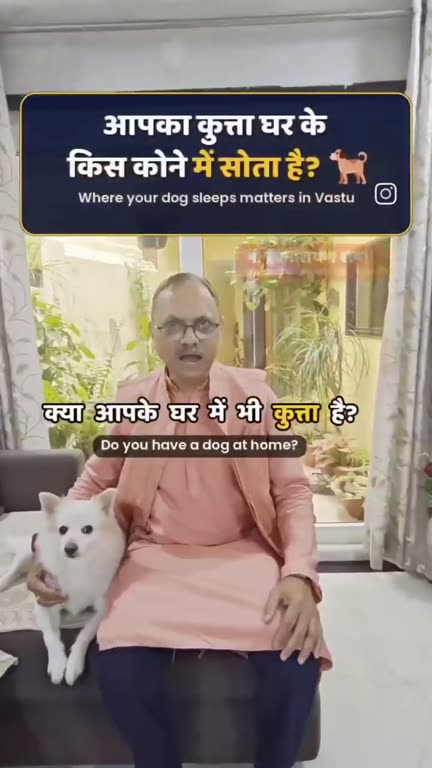 आपका कुत्ता घर के
किस कोने में सोता है?
Where your dog sleeps matters in Vastu
क्या आपके घर में भी कुत्ता है?
Do you have a dog at home?